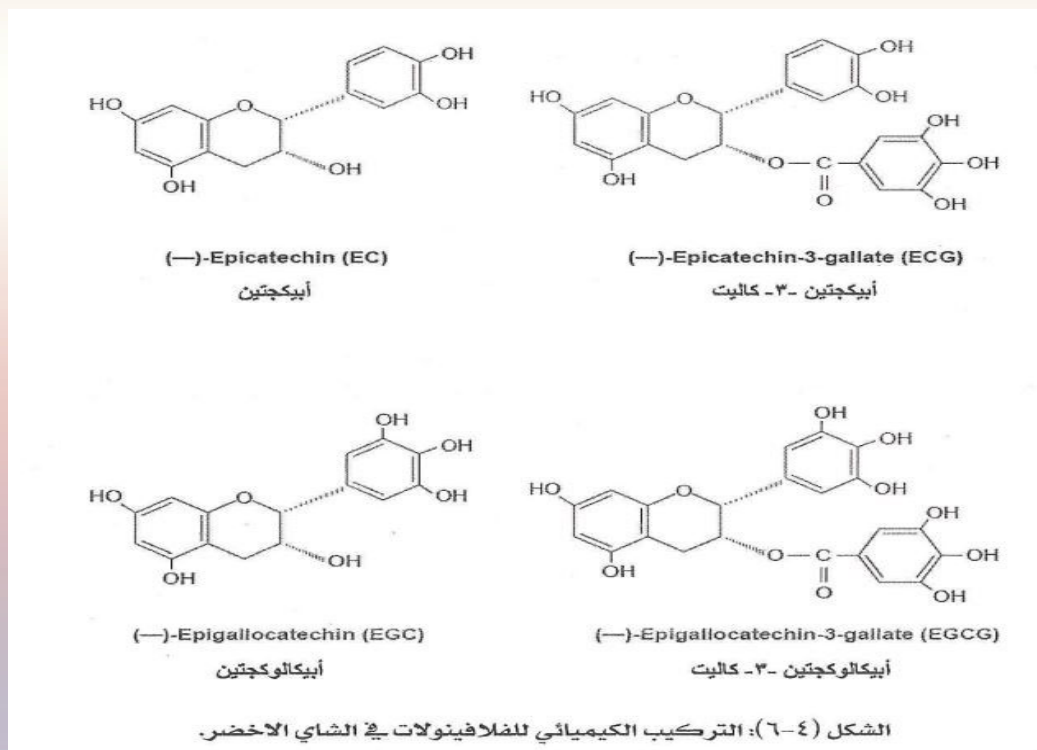 OH
OH
HO
O
OH
OH
(—)-Epicatechin (EC)
أبيكجتين
OH
OH
HO
O
OH
O—C
O
OH
OH
OH
(—)-Epicatechin-3-gallate (ECG)
أبيكجتين -٣- كاليت
OH
OH
OH
HO
O
OH
OH
(—)-Epigallocatechin (EGC)
أبيكالوكجتين
OH
OH
OH
HO
O
OH
O—C
O
OH
OH
OH
(—)-Epigallocatechin-3-gallate (EGCG)
أبيكالوكجتين -٣- كاليت
الشكل (٤-٦): التركيب الكيميائي للفلافينولات في الشاي الاخضر.